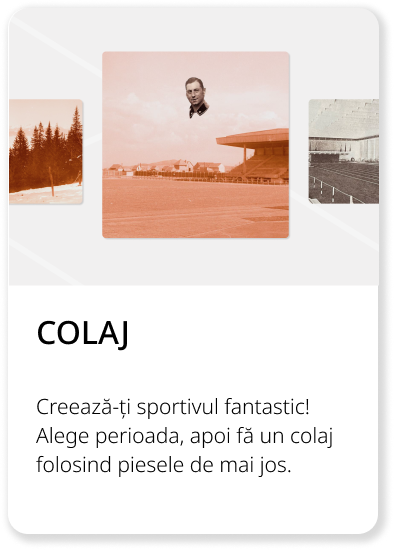 COLAJ
Creează-ți sportivul fantastic!
Alege perioada, apoi fă un colaj
folosind piesele de mai jos.